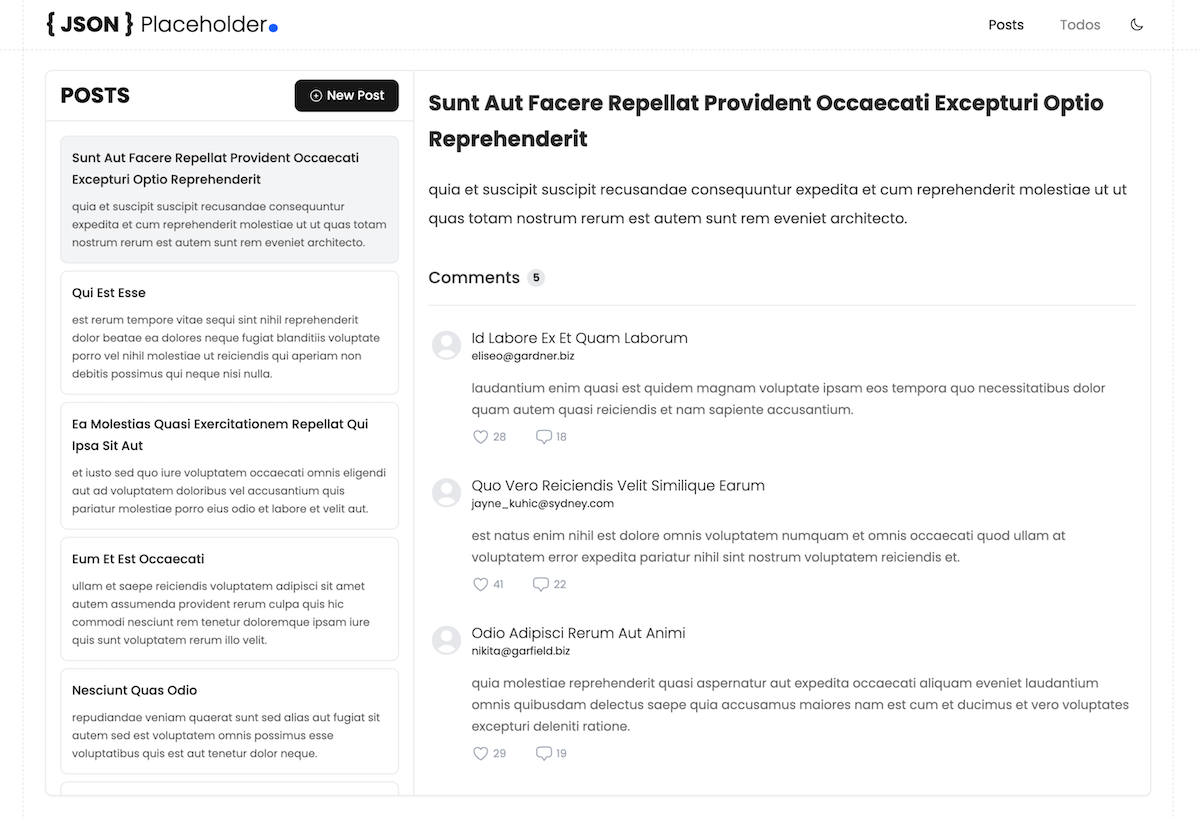 { JSON } Placeholder
Posts
Todos
POSTS
New Post
Sunt Aut Facere Repellat Provident Occaecati
Excepturi Optio Reprehenderit
quia et suscipit suscipit recusandae consequuntur
expedita et cum reprehenderit molestiae ut ut quas totam
nostrum rerum est autem sunt rem eveniet architecto.
Qui Est Esse
est rerum tempore vitae sequi sint nihil reprehenderit
dolor beatae ea dolores neque fugiat blanditiis voluptate
porro vel nihil molestiae ut reiciendis qui aperiam non
debitis possimus qui neque nisi nulla.
Ea Molestias Quasi Exercitationem Repellat Qui
Ipsa Sit Aut
et iusto sed quo iure voluptatem occaecati omnis eligendi
aut ad voluptatem doloribus vel accusantium quis
pariatur molestiae porro eius odio et labore et velit aut.
Eum Et Est Occaecati
ullam et saepe reiciendis voluptatem adipisci sit amet
autem assumenda provident rerum culpa quis hic
commodi nesciunt rem tenetur doloremque ipsam iure
quis sunt voluptatem rerum illo velit.
Nesciunt Quas Odio
repudiandae veniam quaerat sunt sed alias aut fugiat sit
autem sed est voluptatem omnis possimus esse
voluptatibus quis est aut tenetur dolor neque.
Sunt Aut Facere Repellat Provident Occaecati Excepturi Optio
Reprehenderit
quia et suscipit suscipit recusandae consequuntur expedita et cum reprehenderit molestiae ut ut
quas totam nostrum rerum est autem sunt rem eveniet architecto.
Comments 5
Id Labore Ex Et Quam Laborum
eliseo@gardner.biz
laudantium enim quasi est quidem magnam voluptate ipsam eos tempora quo necessitatibus dolor
quam autem quasi reiciendis et nam sapiente accusantium.
28 18
Quo Vero Reiciendis Velit Similique Earum
jayne_kuhic@sydney.com
est natus enim nihil est dolore omnis voluptatem numquam et omnis occaecati quod ullam at
voluptatem error expedita pariatur nihil sint nostrum voluptatem reiciendis et.
41 22
Odio Adipisci Rerum Aut Animi
nikita@garfield.biz
quia molestiae reprehenderit quasi aspernatur aut expedita occaecati aliquam eveniet laudantium
omnis quibusdam delectus saepe quia accusamus maiores nam est cum et ducimus et vero voluptates
excepturi deleniti ratione.
29 19